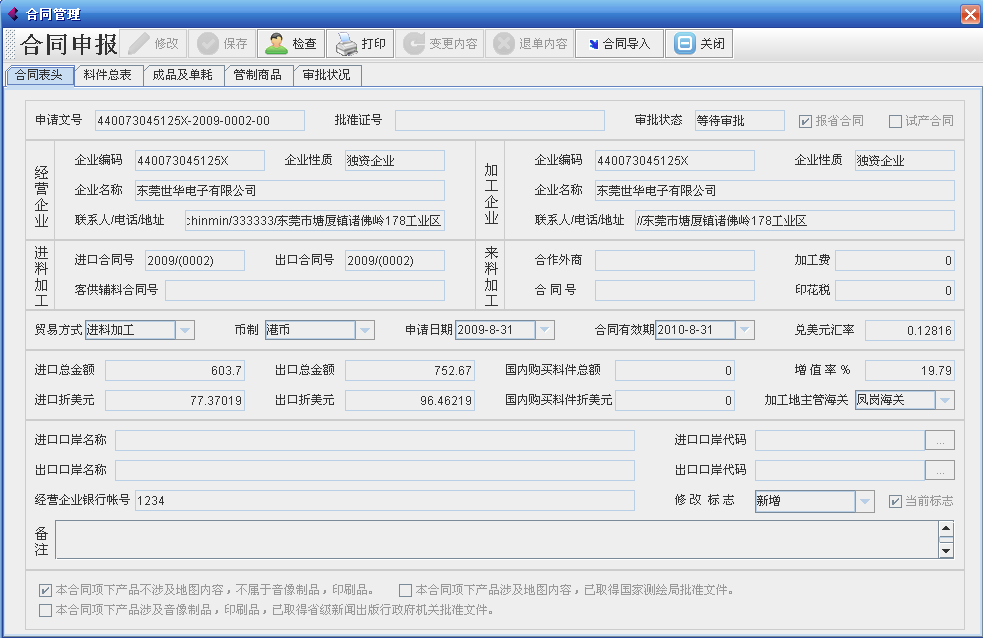 合同管理
合同申报 修改 保存 检查 打印 变更内容 退单内容 合同导入 关闭
合同表头 料件总表 成品及单耗 管制商品 审批状况
申请文号 440073045125X-2009-0002-00 批准证号 审批状态 等待审批 报省合同 试产合同
经营企业 企业编码 440073045125X 企业性质 独资企业 加工企业 企业编码 440073045125X 企业性质 独资企业
企业名称 东莞世华电子有限公司 企业名称 东莞世华电子有限公司
联系人/电话/地址 :hinmin/333333/东莞市塘厦镇诸佛岭178工业区 联系人/电话/地址 //东莞市塘厦镇诸佛岭178工业区
进料加工 进口合同号 2009/(0002) 出口合同号 2009/(0002) 来料加工 合作外商 加工费 0
客供辅料合同号 合同号 印花税 0
贸易方式 进料加工 币制 港币 申请日期 2009-8-31 合同有效期 2010-8-31 兑美元汇率 0.12816
进口总金额 603.7 出口总金额 752.67 国内购买料件总额 0 增值率% 19.79
进口折美元 77.37019 出口折美元 96.46219 国内购买料件折美元 0 加工地主管海关 凤岗海关
进口口岸名称 进口口岸代码 ...
出口口岸名称 出口口岸代码 ...
经营企业银行帐号 1234 修改标志 新增 当前标志
备注
本合同项下产品不涉及地图内容，不属于音像制品，印刷品。 本合同项下产品涉及地图内容，已取得国家测绘局批准文件。
本合同项下产品涉及音像制品，印刷品，已取得省级新闻出版行政府机关批准文件。